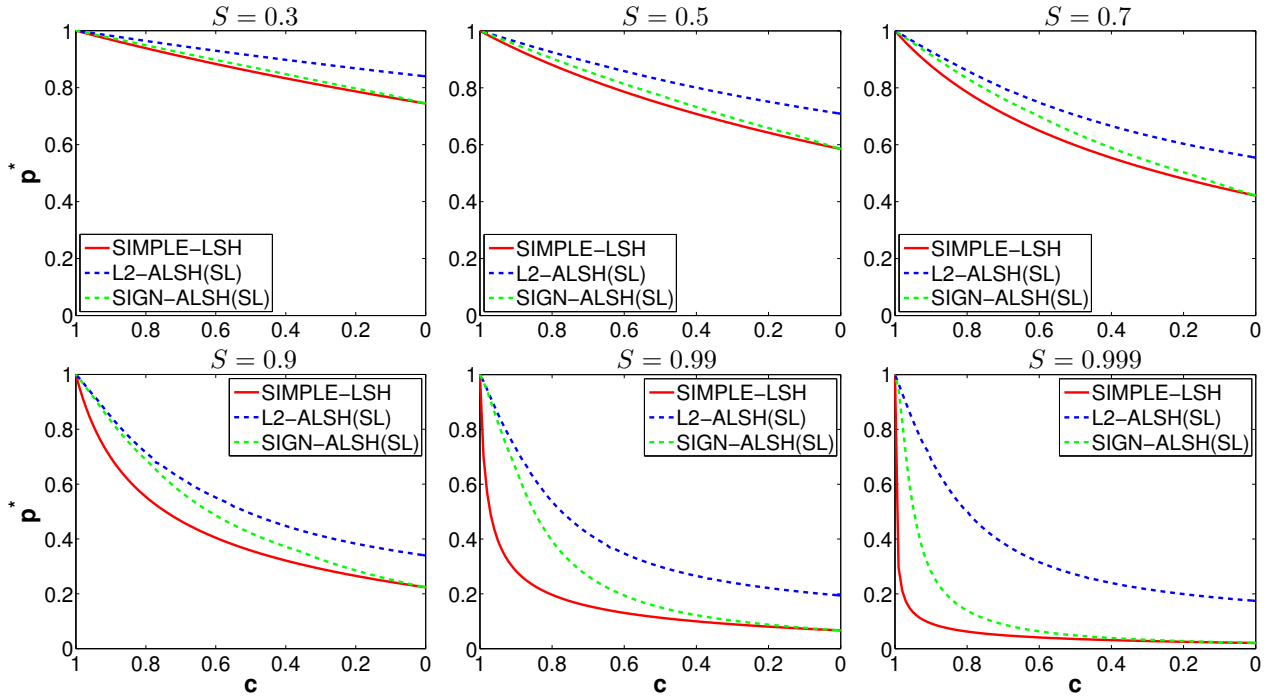 S = 0.3
S = 0.5
S = 0.7
1
0.8
0.6
0.4
0.2
0
p*
SIMPLE−LSH
L2−ALSH(SL)
SIGN−ALSH(SL)
1 0.8 0.6 0.4 0.2 0
1
0.8
0.6
0.4
0.2
0
SIMPLE−LSH
L2−ALSH(SL)
SIGN−ALSH(SL)
1 0.8 0.6 0.4 0.2 0
1
0.8
0.6
0.4
0.2
0
SIMPLE−LSH
L2−ALSH(SL)
SIGN−ALSH(SL)
1 0.8 0.6 0.4 0.2 0
S = 0.9
S = 0.99
S = 0.999
1
0.8
0.6
0.4
0.2
0
p*
SIMPLE−LSH
L2−ALSH(SL)
SIGN−ALSH(SL)
1 0.8 0.6 0.4 0.2 0
c
1
0.8
0.6
0.4
0.2
0
SIMPLE−LSH
L2−ALSH(SL)
SIGN−ALSH(SL)
1 0.8 0.6 0.4 0.2 0
c
1
0.8
0.6
0.4
0.2
0
SIMPLE−LSH
L2−ALSH(SL)
SIGN−ALSH(SL)
1 0.8 0.6 0.4 0.2 0
c